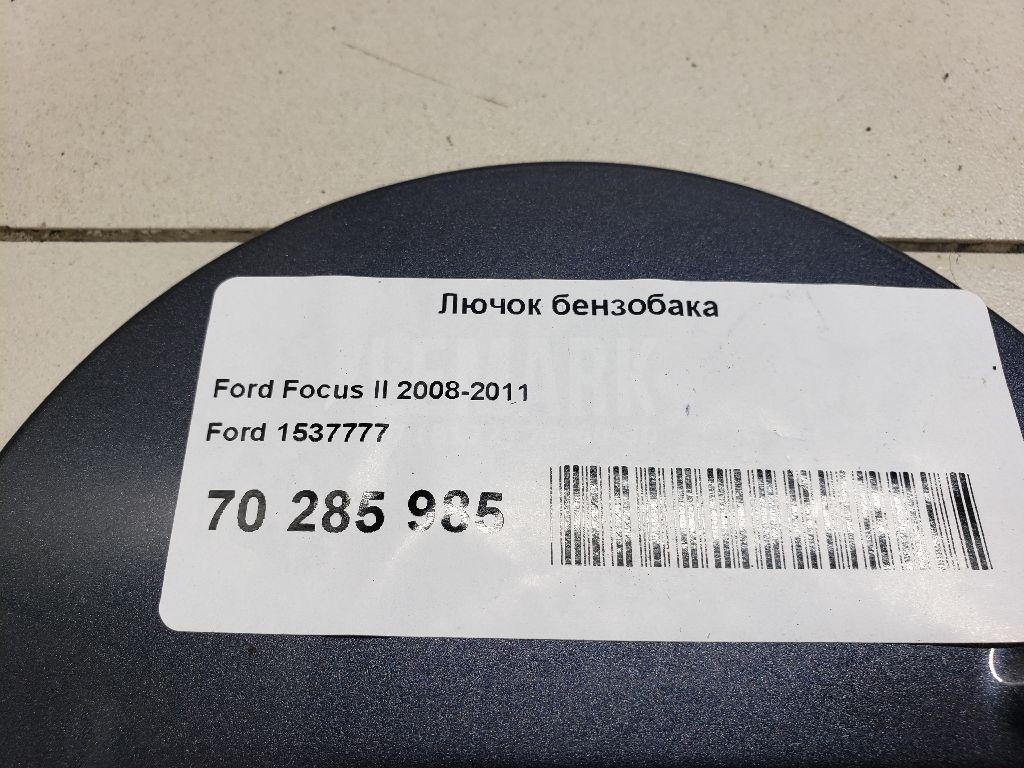 Лючок бензобака
Ford Focus II 2008-2011
Ford 1537777
70 285 985